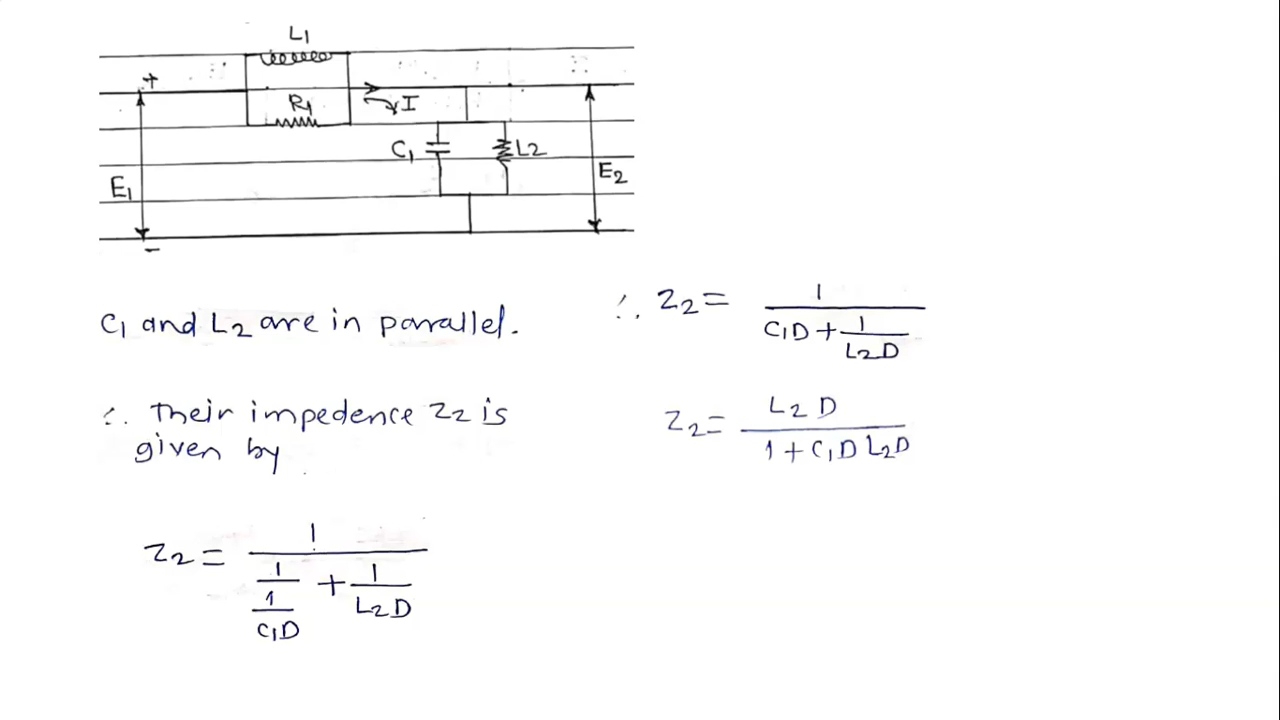 L1
+
R1
I
C1
L2
E1
E2
-
C1 and L2 are in parallel.
∴ Their impedence Z2 is
given by
Z2 = 1 / (1/(1/C1D) + 1/L2D)
∴ Z2 = 1 / (C1D + 1/L2D)
Z2 = L2D / (1 + C1D L2D)